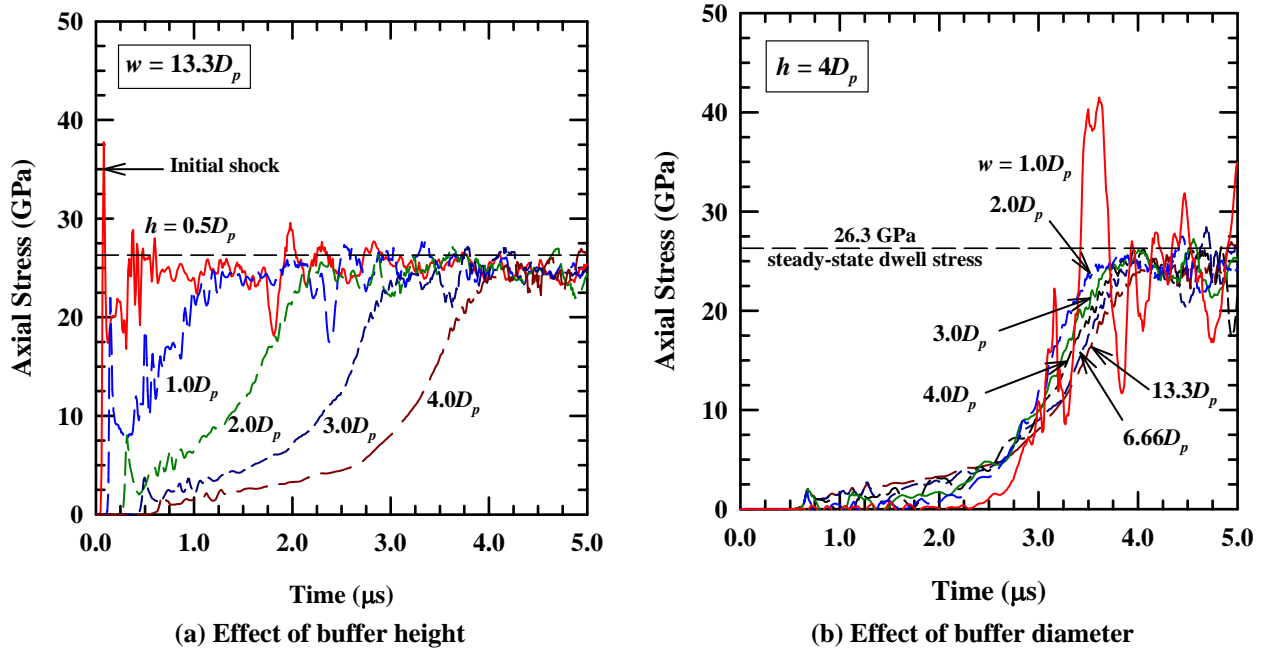 w = 13.3Dp
Initial shock
h = 0.5Dp
1.0Dp
2.0Dp
3.0Dp
4.0Dp
50
40
30
20
10
0
Axial Stress (GPa)
0.0 1.0 2.0 3.0 4.0 5.0
Time (μs)
(a) Effect of buffer height
h = 4Dp
w = 1.0Dp
2.0Dp
26.3 GPa
steady-state dwell stress
3.0Dp
4.0Dp
13.3Dp
6.66Dp
50
40
30
20
10
0
Axial Stress (GPa)
0.0 1.0 2.0 3.0 4.0 5.0
Time (μs)
(b) Effect of buffer diameter